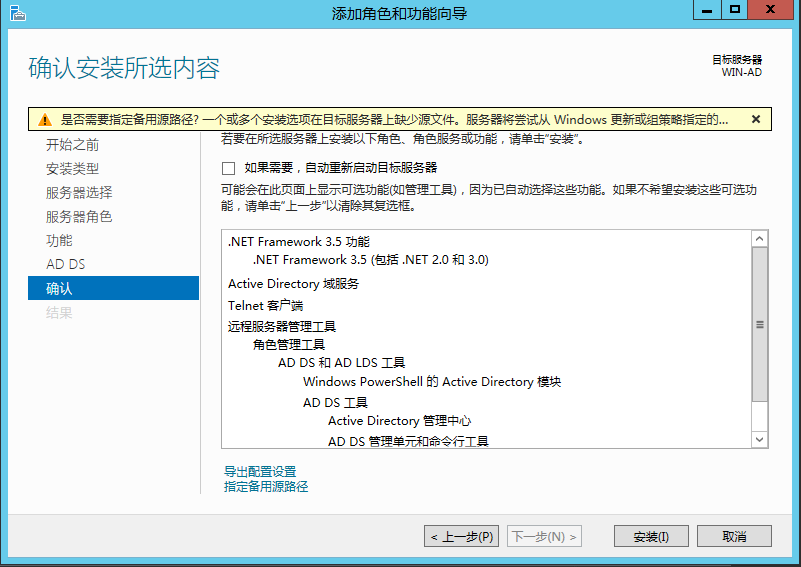 添加角色和功能向导
确认安装所选内容
目标服务器
WIN-AD
是否需要指定备用源路径? 一个或多个安装选项在目标服务器上缺少源文件。服务器将尝试从 Windows 更新或组策略指定的...
开始之前
安装类型
服务器选择
服务器角色
功能
AD DS
确认
结果
若要在所选服务器上安装以下角色、角色服务或功能，请单击"安装"。
如果需要，自动重新启动目标服务器
可能会在此页面上显示可选功能(如管理工具)，因为已自动选择这些功能。如果不希望安装这些可选功
能，请单击"上一步"以清除其复选框。
.NET Framework 3.5 功能
.NET Framework 3.5 (包括 .NET 2.0 和 3.0)
Active Directory 域服务
Telnet 客户端
远程服务器管理工具
角色管理工具
AD DS 和 AD LDS 工具
Windows PowerShell 的 Active Directory 模块
AD DS 工具
Active Directory 管理中心
AD DS 管理单元和命令行工具
导出配置设置
指定备用源路径
< 上一步(P)
下一步(N) >
安装(I)
取消